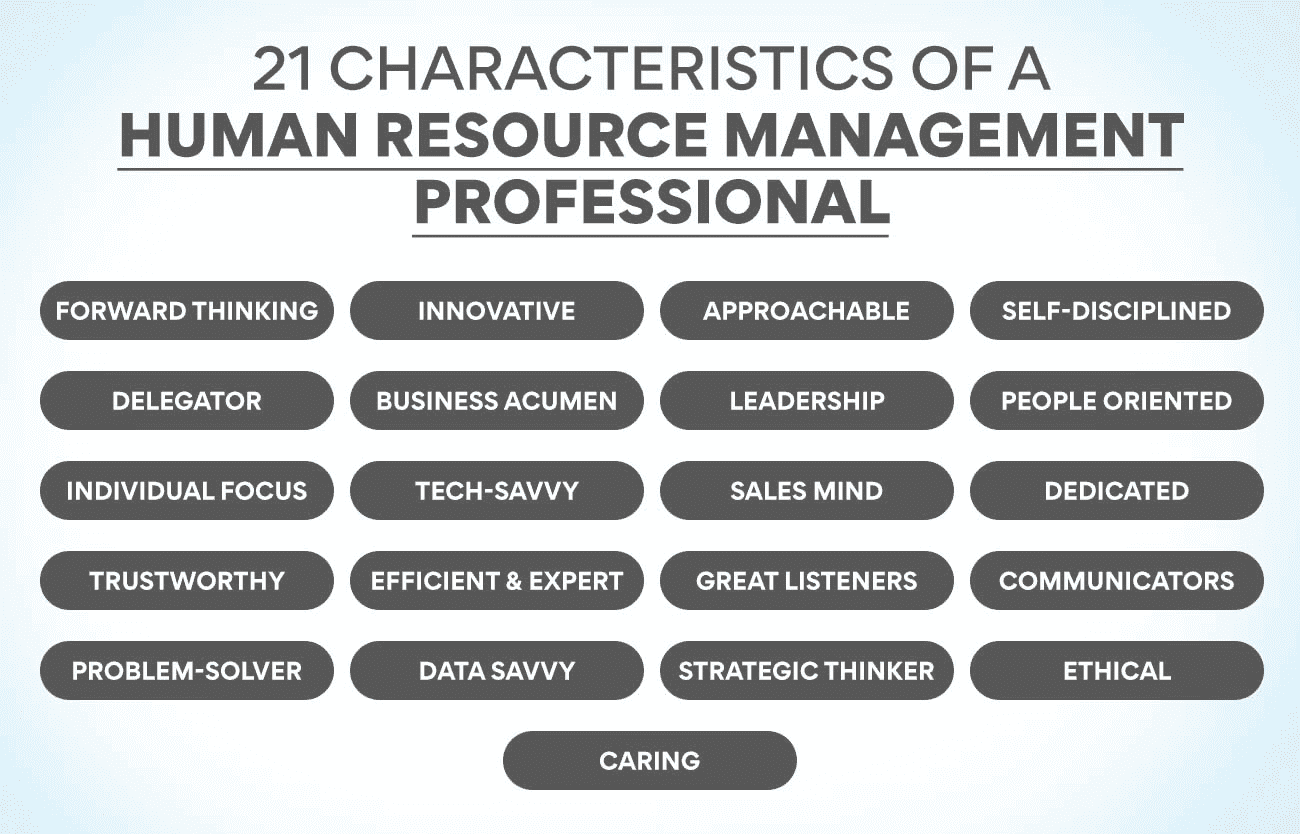 21 CHARACTERISTICS OF A
HUMAN RESOURCE MANAGEMENT
PROFESSIONAL
FORWARD THINKING
INNOVATIVE
APPROACHABLE
SELF-DISCIPLINED
DELEGATOR
BUSINESS ACUMEN
LEADERSHIP
PEOPLE ORIENTED
INDIVIDUAL FOCUS
TECH-SAVVY
SALES MIND
DEDICATED
TRUSTWORTHY
EFFICIENT & EXPERT
GREAT LISTENERS
COMMUNICATORS
PROBLEM-SOLVER
DATA SAVVY
STRATEGIC THINKER
ETHICAL
CARING